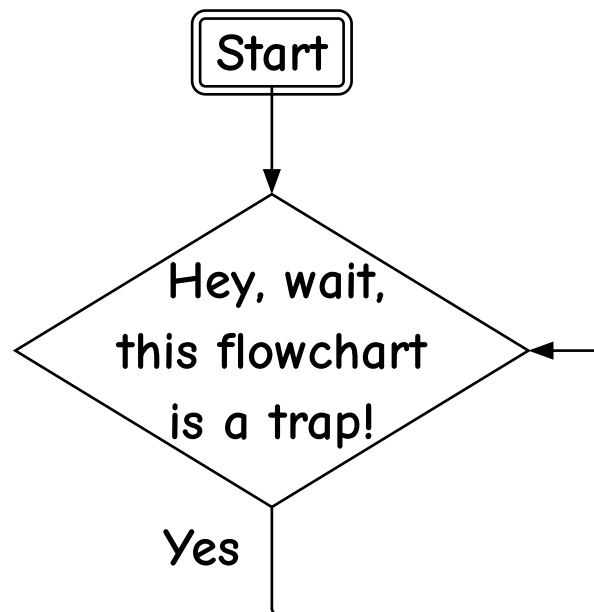 Start
Hey, wait,
this flowchart
is a trap!
Yes